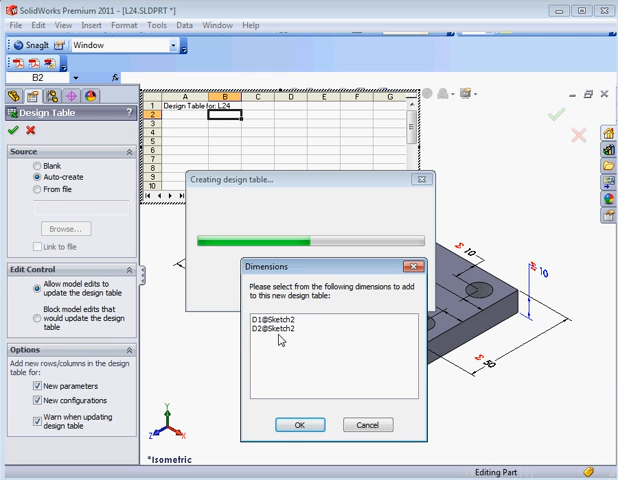 SolidWorks Premium 2011 - [L24.SLDPRT *]
File Edit View Insert Format Tools Data Window Help
SnagIt Window
B2 fx
A B C D E F G
1 Design Table for: L24
2
3
4
5
6
7
8
9
10
Design Table ?
Source
Blank
Auto-create
From file
Browse...
Link to file
Edit Control
Allow model edits to
update the design table
Block model edits that
would update the design
table
Options
Add new rows/columns in the design
table for:
New parameters
New configurations
Warn when updating
design table
Creating design table...
Dimensions
Please select from the following dimensions to add
to this new design table:
D1@Sketch2
D2@Sketch2
OK Cancel
Σ 10
10
Σ 50
Y
Z X
*Isometric
Editing Part